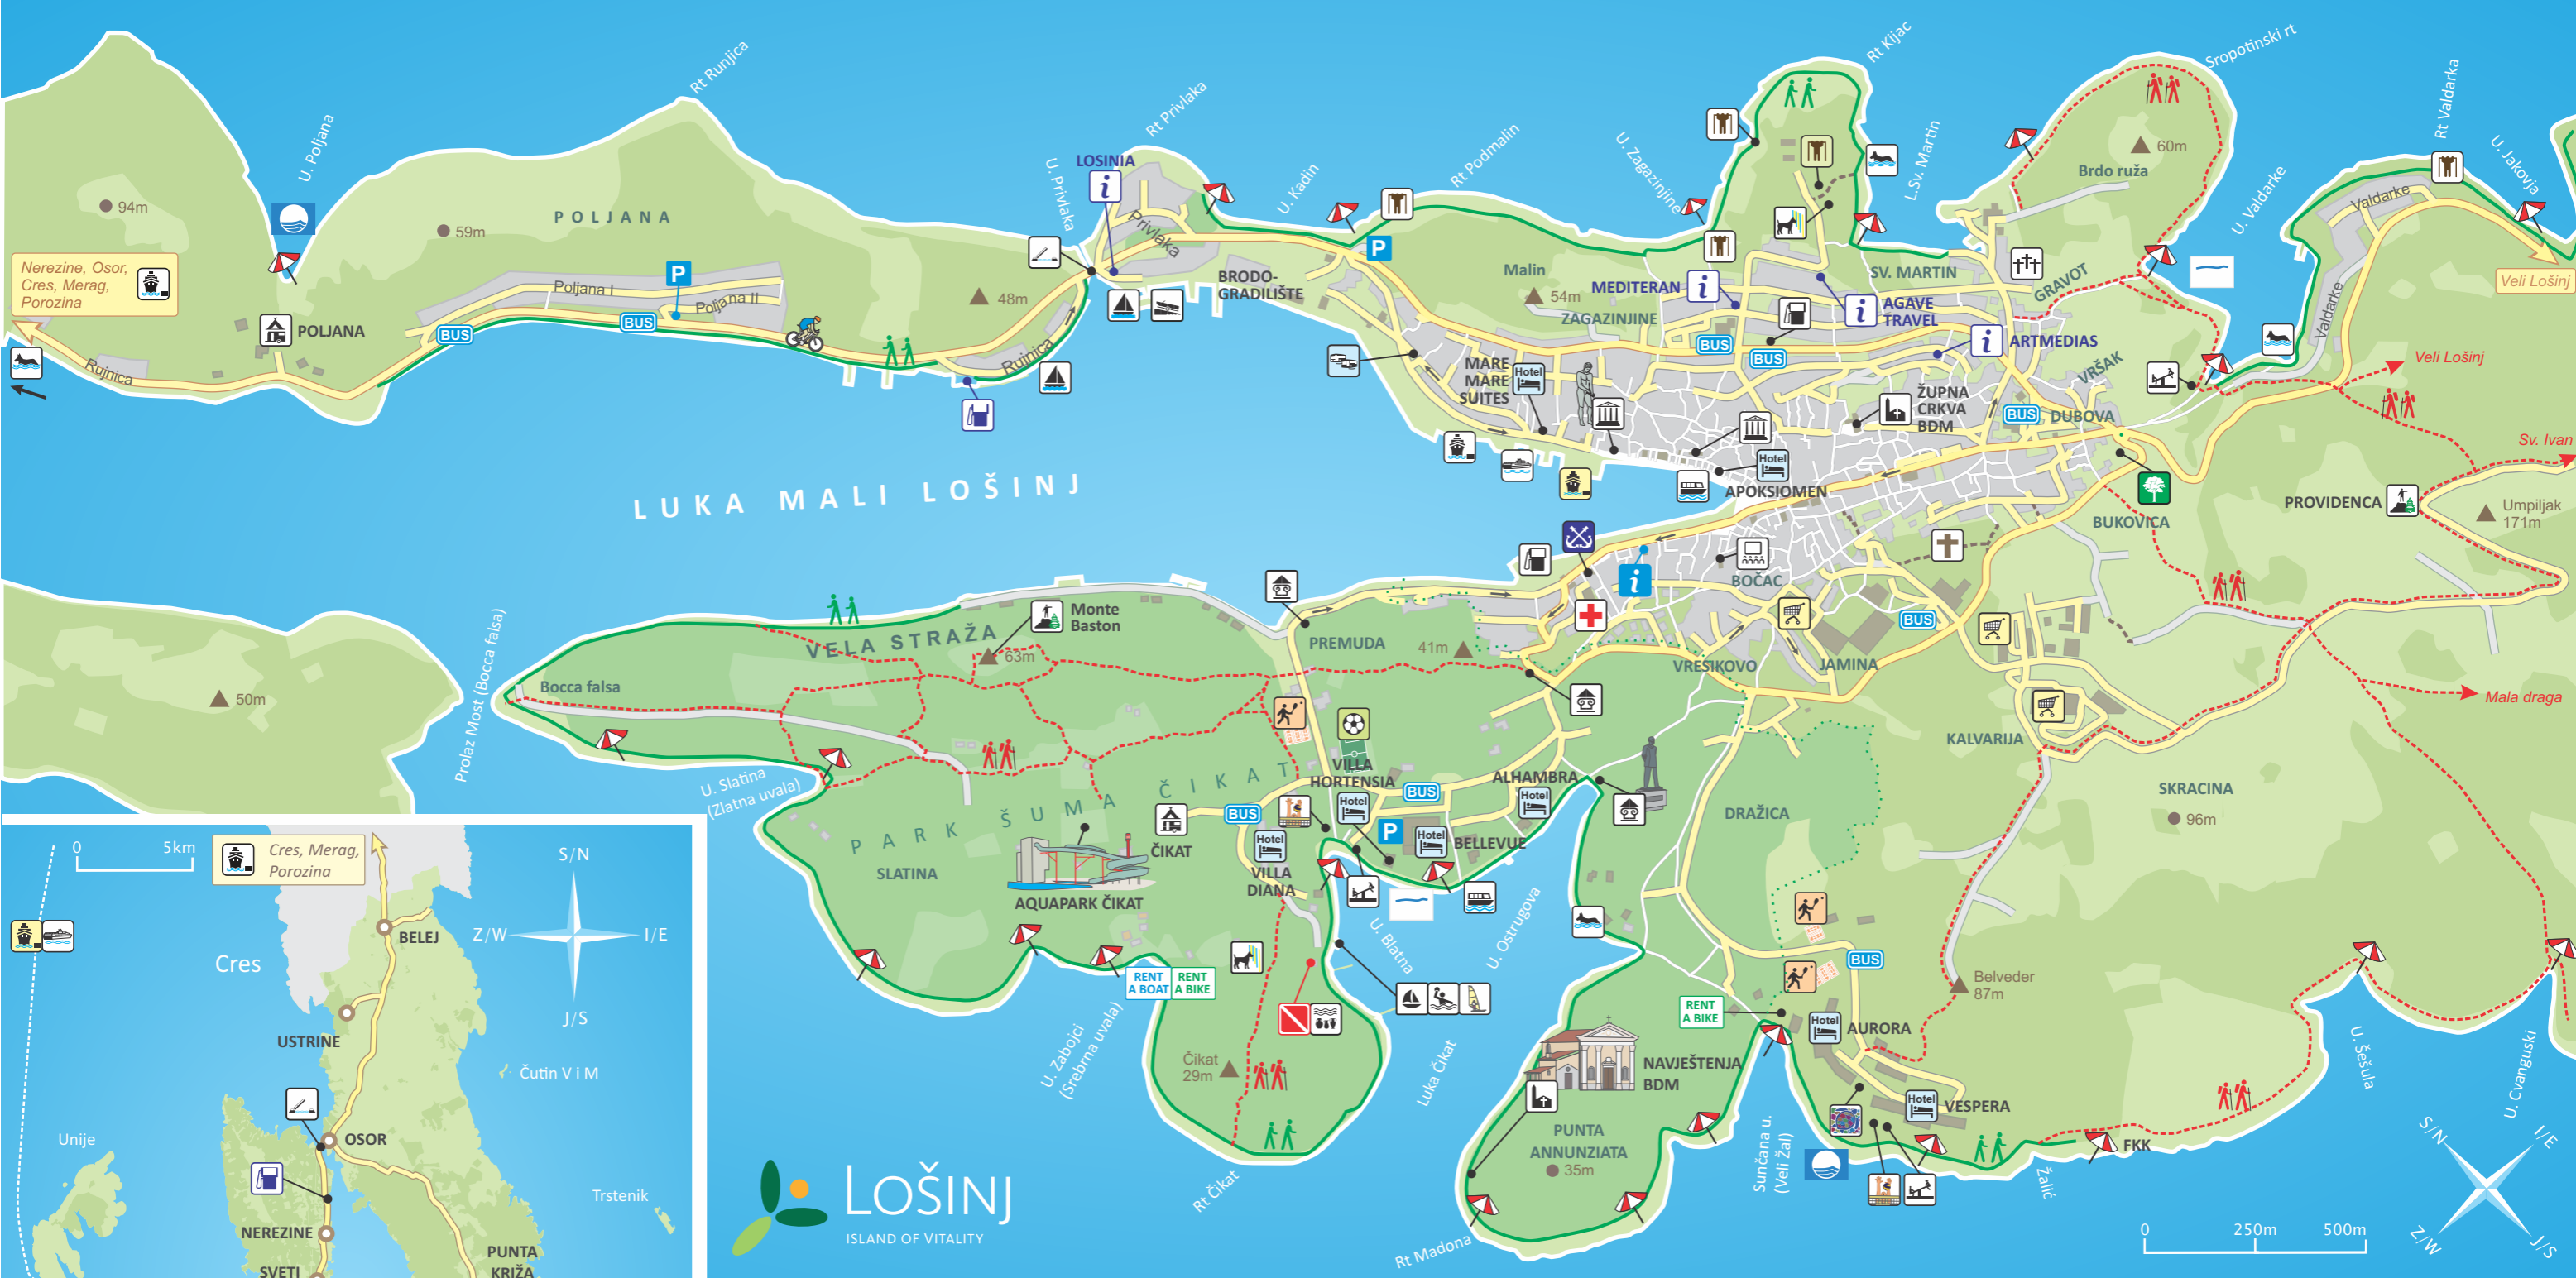 Rt Runjica
Rt Privlaka
Rt Kijac
Sropotinski rt
Rt Valdarka
U. Jakovja
U. Poljana
U. Privlaka
LOSINIA
i
U. Kadin
Rt Podmalin
U. Zagazinjine
L.Sv. Martin
60m
Brdo ruža
U. Valdarke
Valdarke
94m
59m
POLJANA
Privlaka
P
Nerezine, Osor,
Cres, Merag,
Porozina
Poljana I
P
Poljana II
48m
BRODO-
GRADILIŠTE
Malin
54m
ZAGAZINJINE
MEDITERAN
i
SV. MARTIN
GRAVOT
i
AGAVE
TRAVEL
Veli Lošinj
Valdarke
POLJANA
BUS
BUS
Rujnica
Rujnica
BUS
BUS
i
ARTMEDIAS
VRŠAK
Veli Lošinj
MARE
MARE
SUITES
Hotel
ŽUPNA
CRKVA
BDM
BUS
DUBOVA
Sv. Ivan
LUKA MALI LOŠINJ
Hotel
APOKSIOMEN
BUKOVICA
PROVIDENCA
Umpiljak
171m
i
BOČAC
Prolaz Most (Bocca falsa)
50m
Monte
Baston
VELA STRAŽA
63m
Bocca falsa
PREMUDA
41m
VRESIKOVO
JAMINA
BUS
Mala draga
KALVARIJA
U. Slatina
(Zlatna uvala)
PARK ŠUMA ČIKAT
SLATINA
AQUAPARK ČIKAT
ČIKAT
BUS
VILLA
HORTENSIA
Hotel
BUS
ALHAMBRA
Hotel
P
Hotel
BELLEVUE
Hotel
VILLA
DIANA
DRAŽICA
SKRACINA
96m
U. Blatna
U. Ostrugova
BUS
Belveder
87m
RENT
A BOAT
RENT
A BIKE
U. Zabojci
(Srebrna uvala)
Čikat
29m
Luka Čikat
RENT
A BIKE
Hotel
AURORA
NAVJEŠTENJA
BDM
Hotel
VESPERA
PUNTA
ANNUNZIATA
35m
Sunčana u.
(Veli Žal)
FKK
Žalić
U. Šešula
U. Cvanguski
Rt Čikat
Rt Madona
LOŠINJ
ISLAND OF VITALITY
S/N
I/E
Z/W
J/S
0
250m
500m
0
5km
Cres, Merag,
Porozina
S/N
Z/W
I/E
J/S
BELEJ
Cres
USTRINE
Čutin V i M
OSOR
Unije
Trstenik
NEREZINE
PUNTA
KRIŽA
SVETI